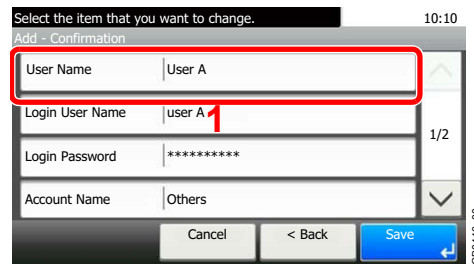 Select the item that you want to change.
10:10
Add - Confirmation
User Name User A
Login User Name user A
1
1/2
Login Password **********
Account Name Others
Cancel < Back Save